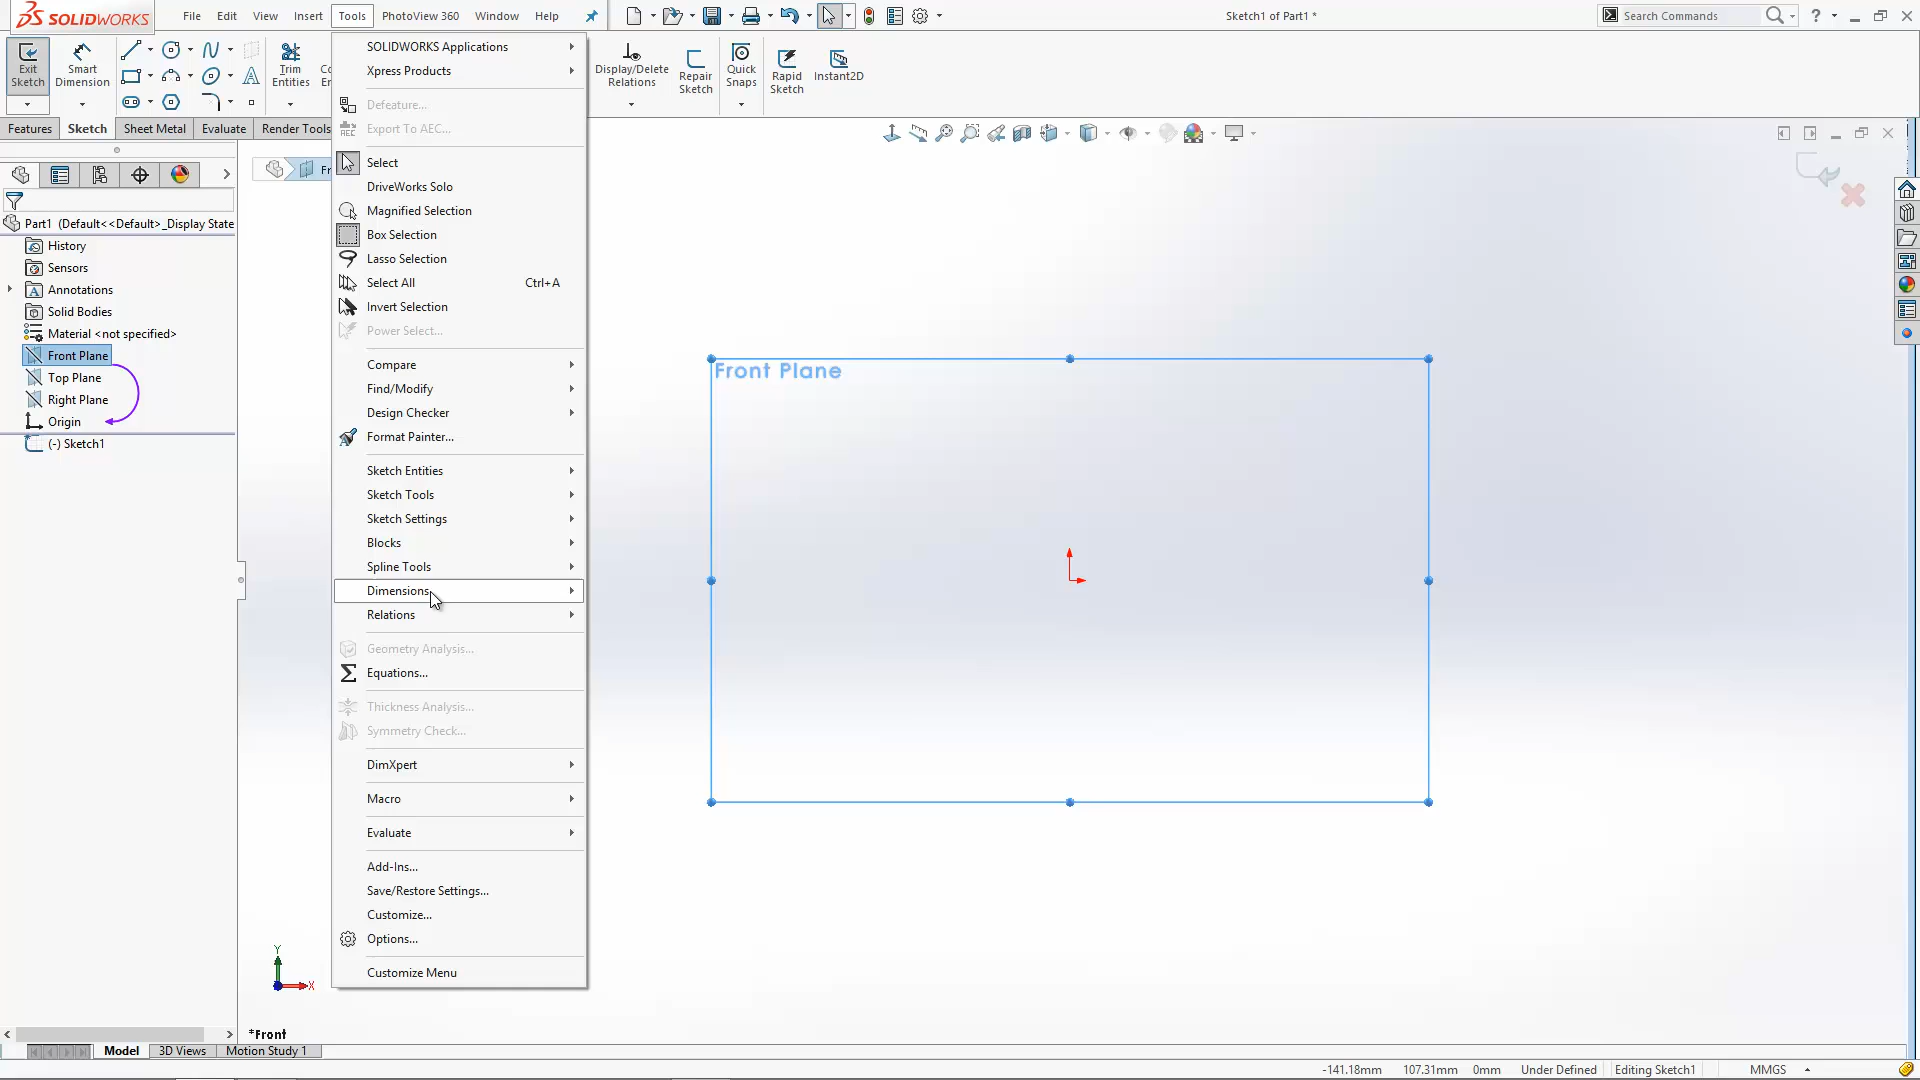 SOLIDWORKS File Edit View Insert Tools PhotoView 360 Window Help Sketch1 of Part1 * Search Commands ?
Exit Sketch
Smart Dimension
Trim Entities
Display/Delete Relations
Repair Sketch
Quick Snaps
Rapid Sketch
Instant2D
Features Sketch Sheet Metal Evaluate Render Tools
Part1 (Default<<Default>_Display State
History
Sensors
Annotations
Solid Bodies
Material <not specified>
Front Plane
Top Plane
Right Plane
Origin
(-) Sketch1
SOLIDWORKS Applications
Xpress Products
Defeature...
Export To AEC...
Select
DriveWorks Solo
Magnified Selection
Box Selection
Lasso Selection
Select All Ctrl+A
Invert Selection
Power Select...
Compare
Find/Modify
Design Checker
Format Painter...
Sketch Entities
Sketch Tools
Sketch Settings
Blocks
Spline Tools
Dimensions
Relations
Geometry Analysis...
Equations...
Thickness Analysis...
Symmetry Check...
DimXpert
Macro
Evaluate
Add-Ins...
Save/Restore Settings...
Customize...
Options...
Customize Menu
Front Plane
Y
X
*Front
Model 3D Views Motion Study 1
-141.18mm 107.31mm 0mm Under Defined Editing Sketch1 MMGS